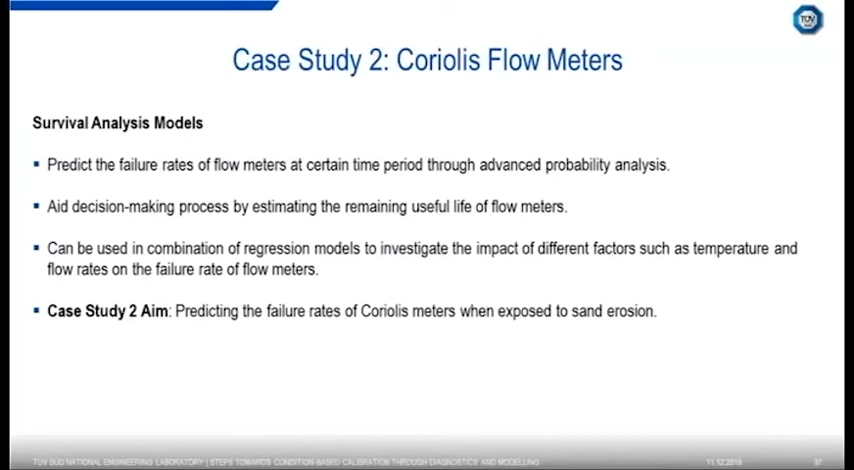 TÜV
Case Study 2: Coriolis Flow Meters
Survival Analysis Models
▪ Predict the failure rates of flow meters at certain time period through advanced probability analysis.
▪ Aid decision-making process by estimating the remaining useful life of flow meters.
▪ Can be used in combination of regression models to investigate the impact of different factors such as temperature and
flow rates on the failure rate of flow meters.
▪ Case Study 2 Aim: Predicting the failure rates of Coriolis meters when exposed to sand erosion.
TUV SUD NATIONAL ENGINEERING LABORATORY | STEPS TOWARDS CONDITION-BASED CALIBRATION THROUGH DIAGNOSTICS AND MODELLING
11.12.2019
37